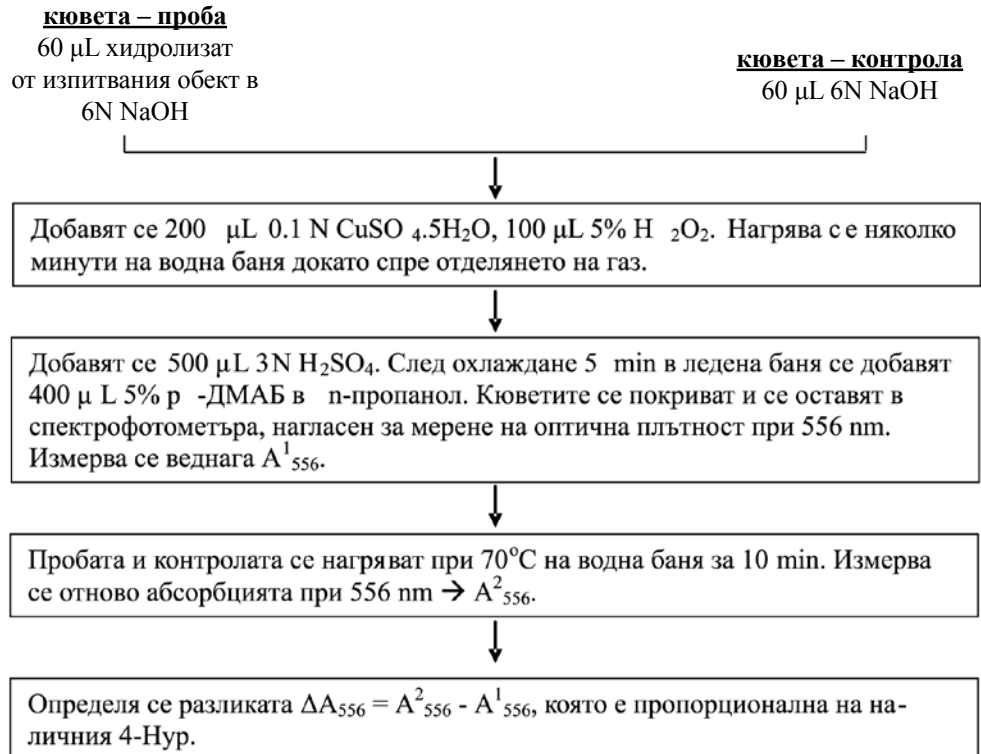 кювета – проба
60 μL хидролизат
от изпитвания обект в
6N NaOH
кювета – контрола
60 μL 6N NaOH
Добавят се 200 μL 0.1 N CuSO ₄.5H₂O, 100 μL 5% H ₂O₂. Нагрява с е няколко
минути на водна баня докато спре отделянето на газ.
Добавят се 500 μL 3N H₂SO₄. След охлаждане 5 min в ледена баня се добавят
400 μ L 5% p -ДМАБ в n-пропанол. Кюветите се покриват и се оставят в
спектрофотометъра, нагласен за мерене на оптична плътност при 556 nm.
Измерва се веднага A¹₅₅₆.
Пробата и контролата се нагряват при 70°C на водна баня за 10 min. Измерва
се отново абсорбцията при 556 nm → A²₅₅₆.
Определя се разликата ΔA₅₅₆ = A²₅₅₆ - A¹₅₅₆, която е пропорционална на на-
личния 4-Hyp.